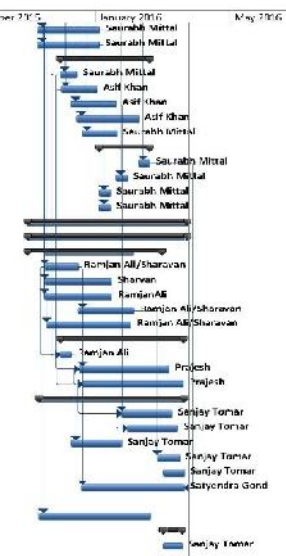 2015 January 2016 May 2016
Saurabh Mittal
Saurabh Mittal
Saurabh Mittal
Asif Khan
Asif Khan
Asif Khan
Saurabh Mittal
Saurabh Mittal
Saurabh Mittal
Saurabh Mittal
Saurabh Mittal
Ramjan Ali/Sharavan
Sharvan
RamjanAli
Ramjan Ali/Sharavan
Ramjan Ali/Sharavan
Ramjan Ali
Prajesh
Prajesh
Sanjay Tomar
Sanjay Tomar
Sanjay Tomar
Sanjay Tomar
Sanjay Tomar
Satyendra Gond
Sanjay Tomar